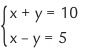 x + y = 10
x – y = 5